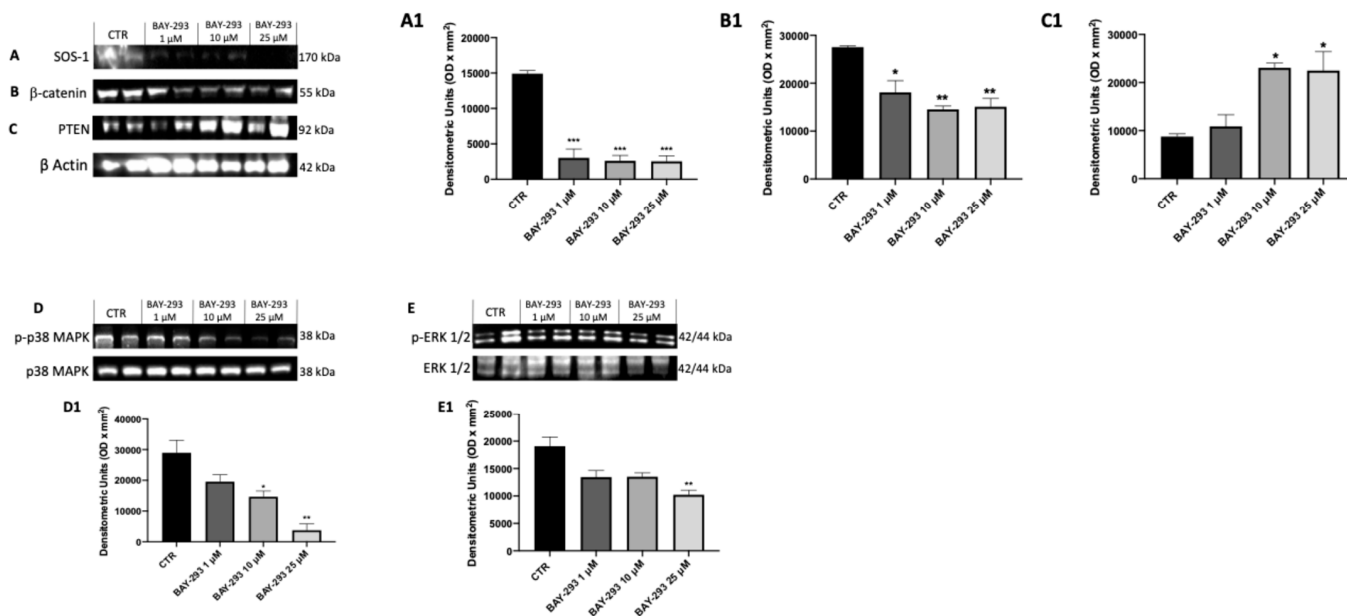 CTR
BAY-293 1 µM
BAY-293 10 µM
BAY-293 25 µM
A SOS-1 170 kDa
B β-catenin 55 kDa
C PTEN 92 kDa
β Actin 42 kDa
A1
Densitometric Units (OD x mm²)
20000
15000
10000
5000
0
***
***
***
CTR
BAY-293 1 µM
BAY-293 10 µM
BAY-293 25 µM
B1
Densitometric Units (OD x mm²)
30000
20000
10000
0
*
**
**
CTR
BAY-293 1 µM
BAY-293 10 µM
BAY-293 25 µM
C1
Densitometric Units (OD x mm²)
30000
20000
10000
0
*
*
CTR
BAY-293 1 µM
BAY-293 10 µM
BAY-293 25 µM
D
CTR
BAY-293 1 µM
BAY-293 10 µM
BAY-293 25 µM
p-p38 MAPK 38 kDa
p38 MAPK 38 kDa
D1
Densitometric Units (OD x mm²)
40000
30000
20000
10000
0
*
**
CTR
BAY-293 1 µM
BAY-293 10 µM
BAY-293 25 µM
E
CTR
BAY-293 1 µM
BAY-293 10 µM
BAY-293 25 µM
p-ERK 1/2 42/44 kDa
ERK 1/2 42/44 kDa
E1
Densitometric Units (OD x mm²)
25000
20000
15000
10000
5000
0
**
CTR
BAY-293 1 µM
BAY-293 10 µM
BAY-293 25 µM